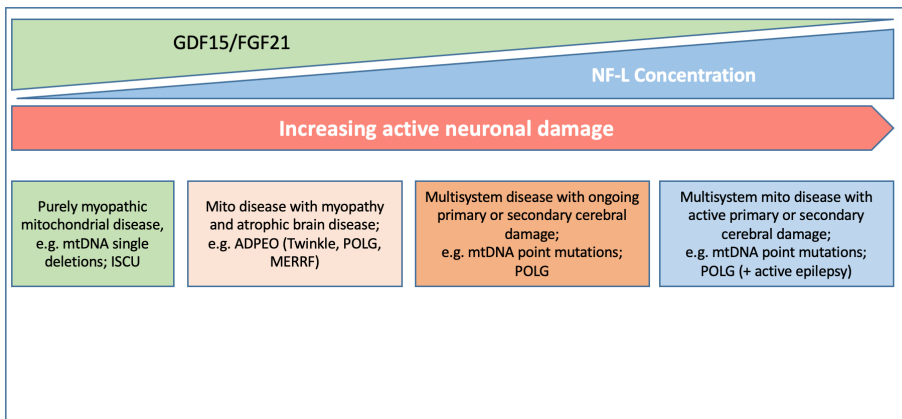 GDF15/FGF21
NF-L Concentration
Increasing active neuronal damage
Purely myopathic
mitochondrial disease,
e.g. mtDNA single
deletions; ISCU
Mito disease with myopathy
and atrophic brain disease;
e.g. ADPEO (Twinkle, POLG,
MERRF)
Multisystem disease with ongoing
primary or secondary cerebral
damage;
e.g. mtDNA point mutations;
POLG
Multisystem mito disease with
active primary or secondary
cerebral damage;
e.g. mtDNA point mutations;
POLG (+ active epilepsy)